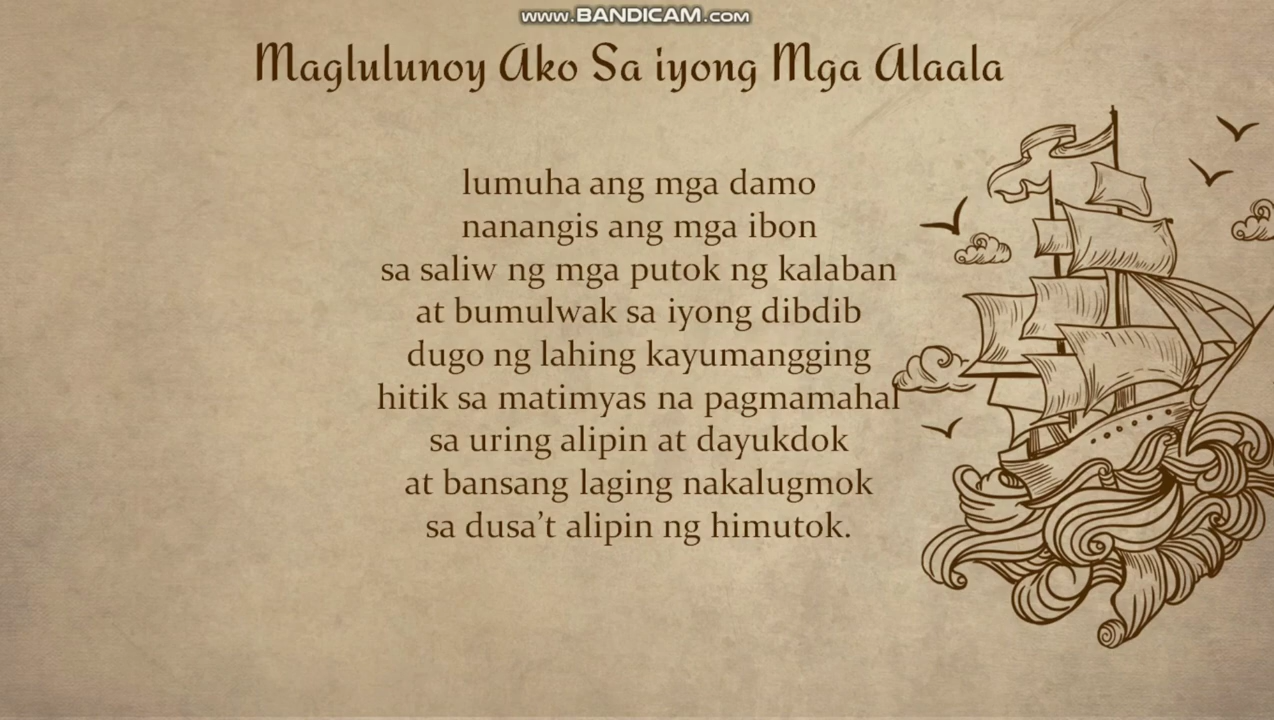 www.BANDICAM.com
Maglulunoy Ako Sa iyong Mga Alaala
lumuha ang mga damo
nanangis ang mga ibon
sa saliw ng mga putok ng kalaban
at bumulwak sa iyong dibdib
dugo ng lahing kayumangging
hitik sa matimyas na pagmamahal
sa uring alipin at dayukdok
at bansang laging nakalugmok
sa dusa’t alipin ng himutok.